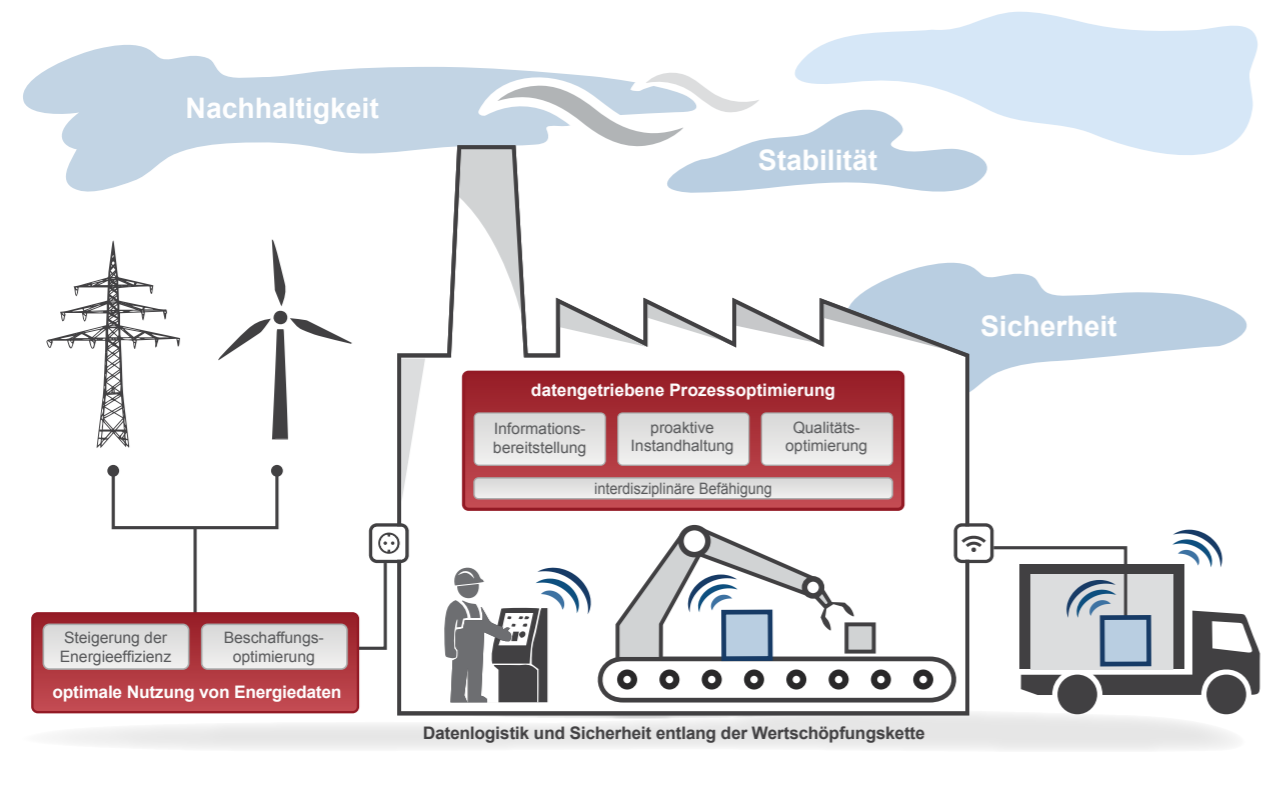 Nachhaltigkeit
Stabilität
Sicherheit
datengetriebene Prozessoptimierung
Informations-
bereitstellung
proaktive
Instandhaltung
Qualitäts-
optimierung
interdisziplinäre Befähigung
Steigerung der
Energieeffizienz
Beschaffungs-
optimierung
optimale Nutzung von Energiedaten
Datenlogistik und Sicherheit entlang der Wertschöpfungskette